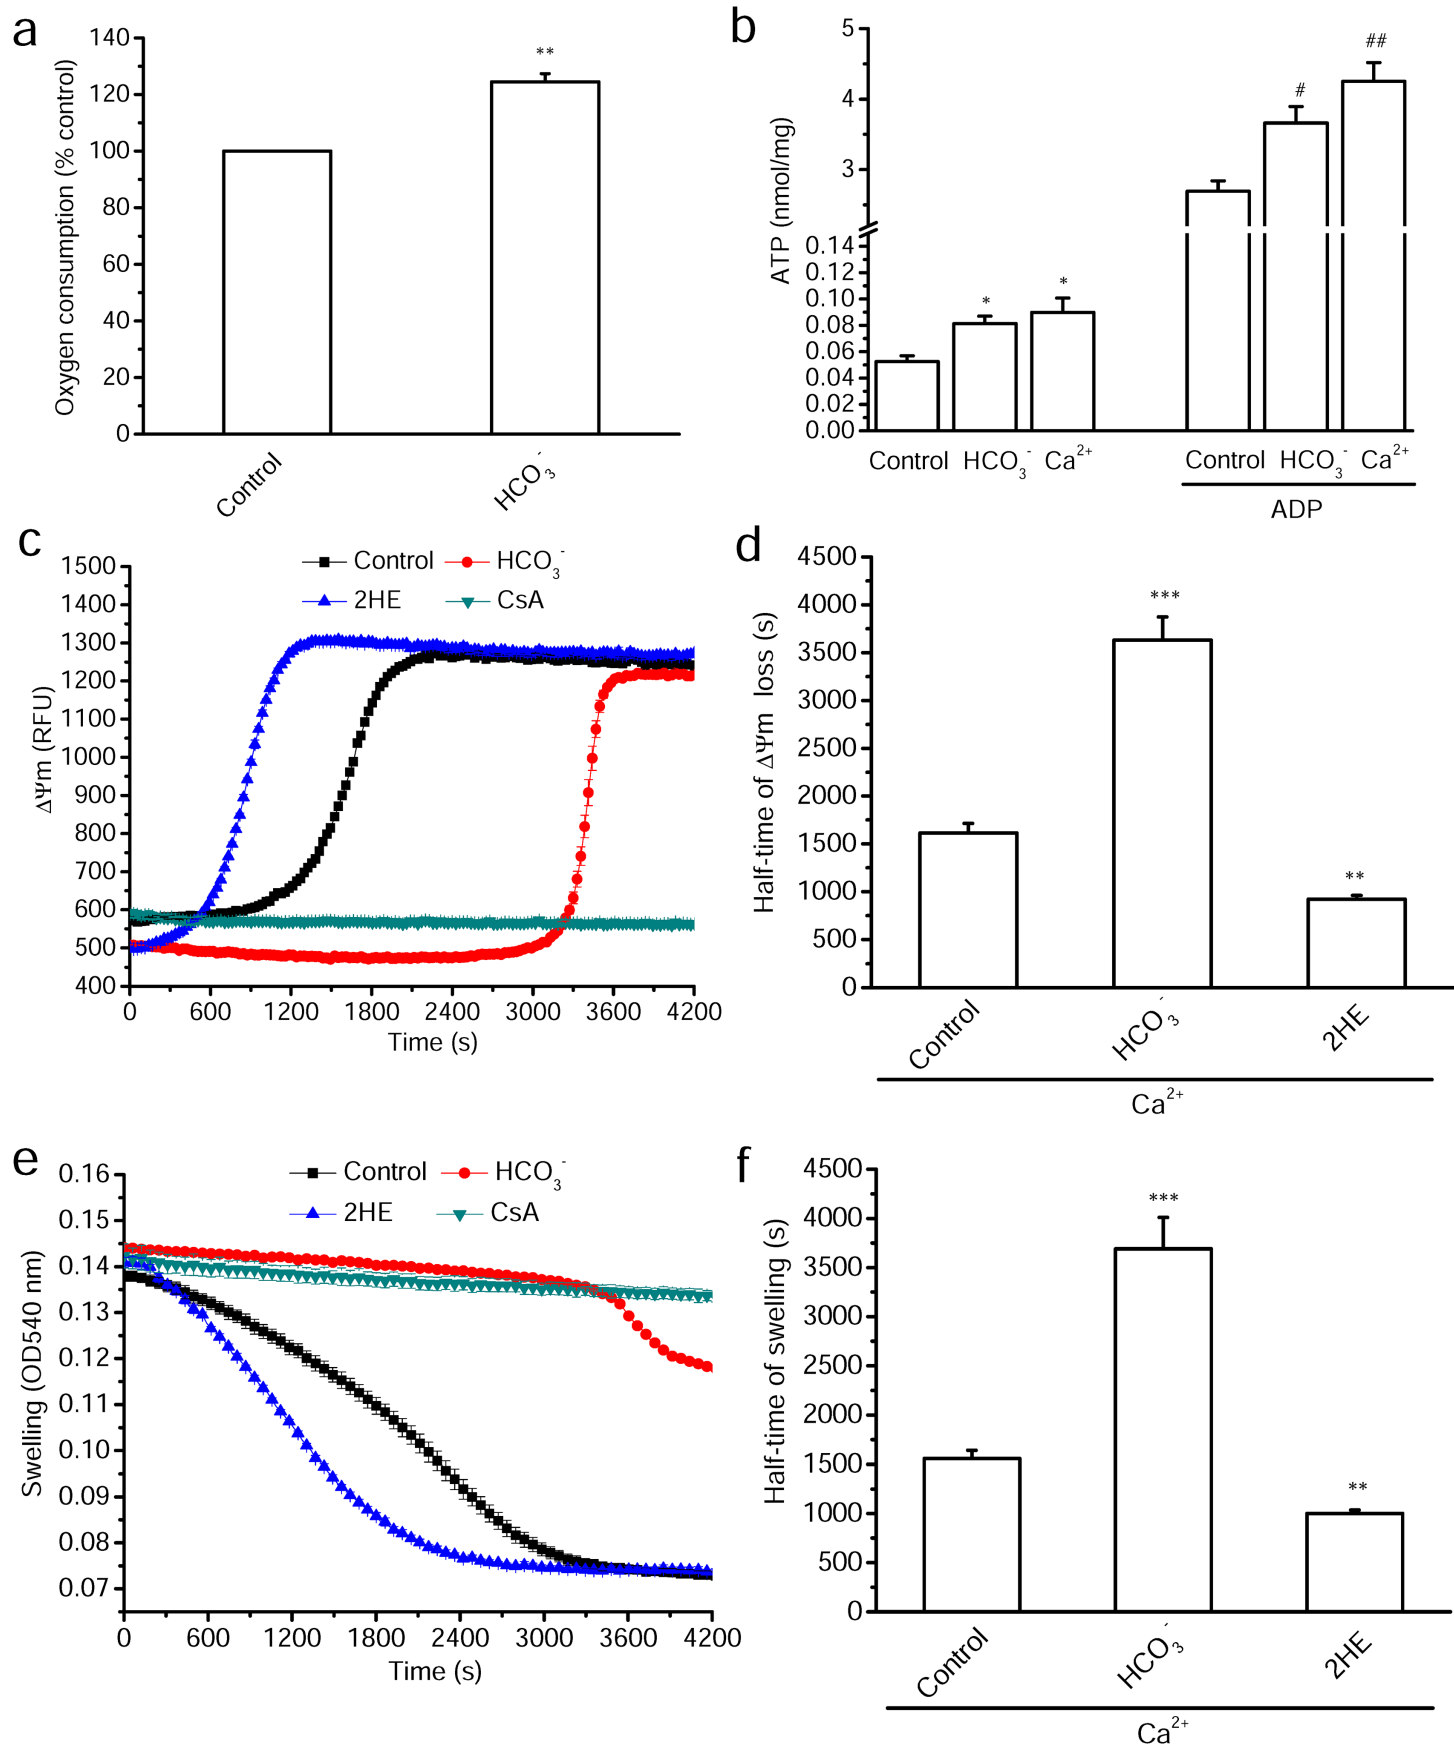 a
Oxygen consumption (% control)
140
120
100
80
60
40
20
0
Control
HCO₃⁻
**
b
ATP (nmol/mg)
5
4
3
0.14
0.12
0.10
0.08
0.06
0.04
0.02
0.00
*
*
#
##
Control HCO₃⁻ Ca²⁺ Control HCO₃⁻ Ca²⁺
ADP
c
Control HCO₃⁻
2HE CsA
ΔΨm (RFU)
1500
1400
1300
1200
1100
1000
900
800
700
600
500
400
0 600 1200 1800 2400 3000 3600 4200
Time (s)
d
Half-time of ΔΨm loss (s)
4500
4000
3500
3000
2500
2000
1500
1000
500
0
***
**
Control HCO₃⁻ 2HE
Ca²⁺
e
Control HCO₃⁻
2HE CsA
Swelling (OD540 nm)
0.16
0.15
0.14
0.13
0.12
0.11
0.10
0.09
0.08
0.07
0 600 1200 1800 2400 3000 3600 4200
Time (s)
f
Half-time of swelling (s)
4500
4000
3500
3000
2500
2000
1500
1000
500
0
***
**
Control HCO₃⁻ 2HE
Ca²⁺